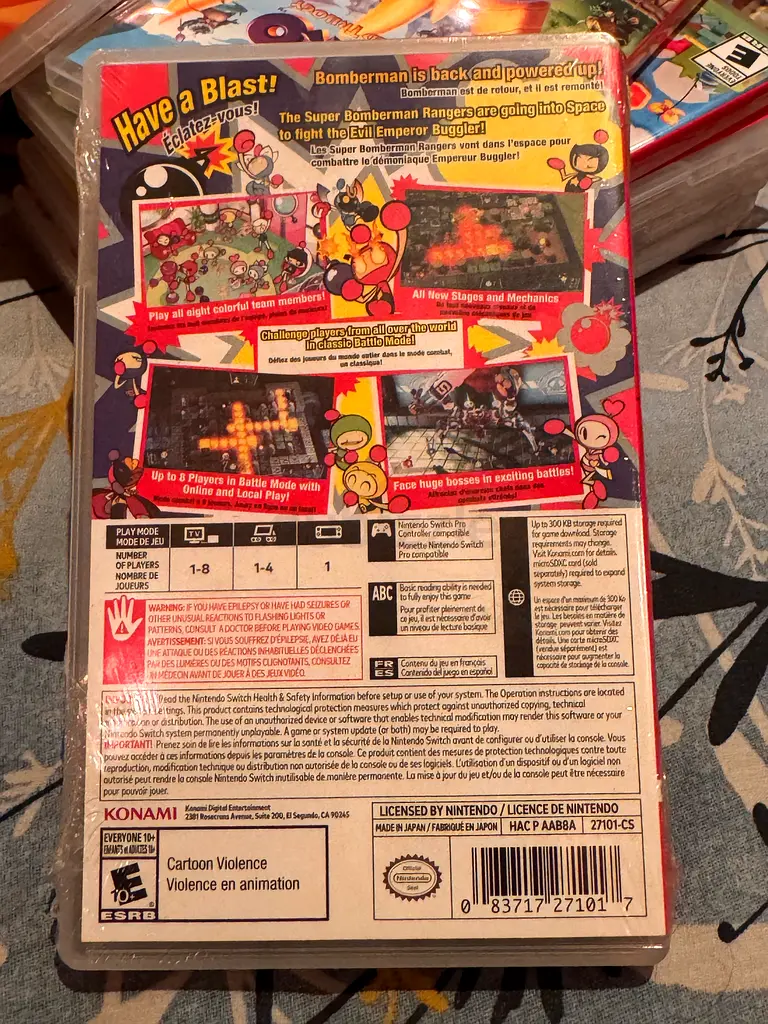 EVERYONE
Have a Blast!
Éclatez-vous!
Bomberman is back and powered up!
Bomberman est de retour, et il est remonté!
The Super Bomberman Rangers are going into Space
to fight the Evil Emperor Buggler!
Les Super Bomberman Rangers vont dans l'espace pour
combattre le démoniaque Empereur Buggler!
Play all eight colorful team members!
All New Stages and Mechanics
Challenge players from all over the world
in classic Battle Mode!
Défiez des joueurs du monde entier dans le mode combat,
un classique!
Up to 8 Players in Battle Mode with
Online and Local Play!
Face huge bosses in exciting battles!
PLAY MODE
MODE DE JEU
TV
NUMBER
OF PLAYERS
NOMBRE DE
JOUEURS
1-8
1-4
1
Nintendo Switch Pro
Controller compatible
Manette Nintendo Switch
Pro compatible
ABC
Basic reading ability is needed
to fully enjoy this game.
Pour profiter pleinement de
ce jeu, il est nécessaire d'avoir
un niveau de lecture basique
FR
ES
Contenu du jeu en français
Contenido del juego en español
Up to 300 KB storage required
for game download. Storage
requirements may change.
Visit Konami.com for details.
microSDXC card (sold
separately) required to expand
system storage.
Un espace d'un maximum de 300 Ko
est nécessaire pour télécharger
le jeu. Les besoins en matière de
stockage peuvent varier. Visitez
Konami.com pour obtenir des
détails. Une carte microSDXC
(vendue séparément) est
nécessaire pour augmenter la
capacité de stockage de la console.
WARNING: IF YOU HAVE EPILEPSY OR HAVE HAD SEIZURES OR
OTHER UNUSUAL REACTIONS TO FLASHING LIGHTS OR
PATTERNS, CONSULT A DOCTOR BEFORE PLAYING VIDEO GAMES.
AVERTISSEMENT: SI VOUS SOUFFREZ D'ÉPILEPSIE, AVEZ DÉJÀ EU
UNE ATTAQUE OU DES RÉACTIONS INHABITUELLES DÉCLENCHÉES
PAR DES LUMIÈRES OU DES MOTIFS CLIGNOTANTS, CONSULTEZ
UN MÉDECIN AVANT DE JOUER À DES JEUX VIDÉO.
Read the Nintendo Switch Health & Safety Information before setup or use of your system. The Operation instructions are located
in the system settings. This product contains technological protection measures which protect against unauthorized copying, technical
modification or distribution. The use of an unauthorized device or software that enables technical modification may render this software or your
Nintendo Switch system permanently unplayable. A game or system update (or both) may be required to play.
IMPORTANT! Prenez soin de lire les informations sur la santé et la sécurité de la Nintendo Switch avant de configurer ou d'utiliser la console. Vous
pouvez accéder à ces informations depuis les paramètres de la console. Ce produit contient des mesures de protection technologiques contre toute
reproduction, modification technique ou distribution non autorisée de la console ou de ses logiciels. L'utilisation d'un dispositif ou d'un logiciel non
autorisé peut rendre la console Nintendo Switch inutilisable de manière permanente. La mise à jour du jeu et/ou de la console peut être nécessaire
pour pouvoir jouer.
KONAMI
Konami Digital Entertainment
2381 Rosecrans Avenue, Suite 200, El Segundo, CA 90245
EVERYONE 10+
ENFANTS et ADULTES 10+
E
10+
ESRB
Cartoon Violence
Violence en animation
LICENSED BY NINTENDO / LICENCE DE NINTENDO
MADE IN JAPAN / FABRIQUÉ EN JAPON
HAC P AAB8A
27101-CS
Official
Nintendo
Seal
0 83717 27101 7